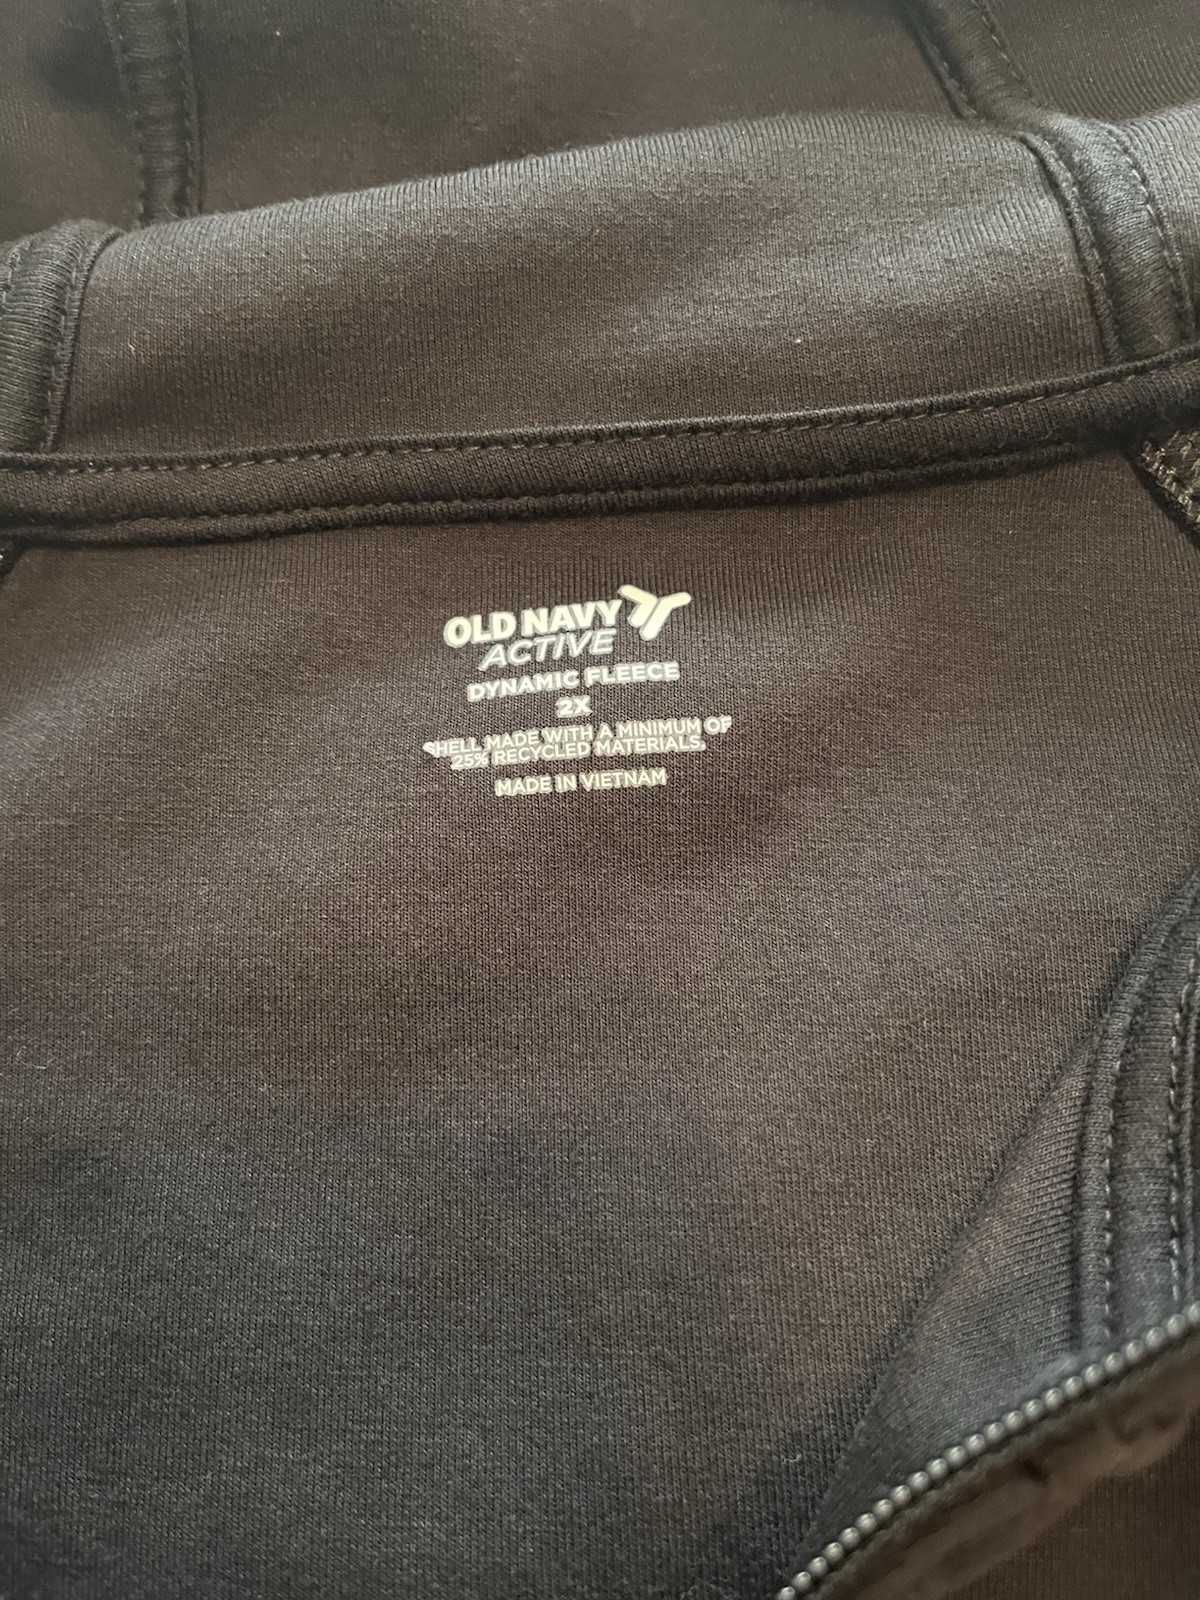 OLD NAVY
ACTIVE
DYNAMIC FLEECE
2X
SHELL MADE WITH A MINIMUM OF
25% RECYCLED MATERIALS.
MADE IN VIETNAM